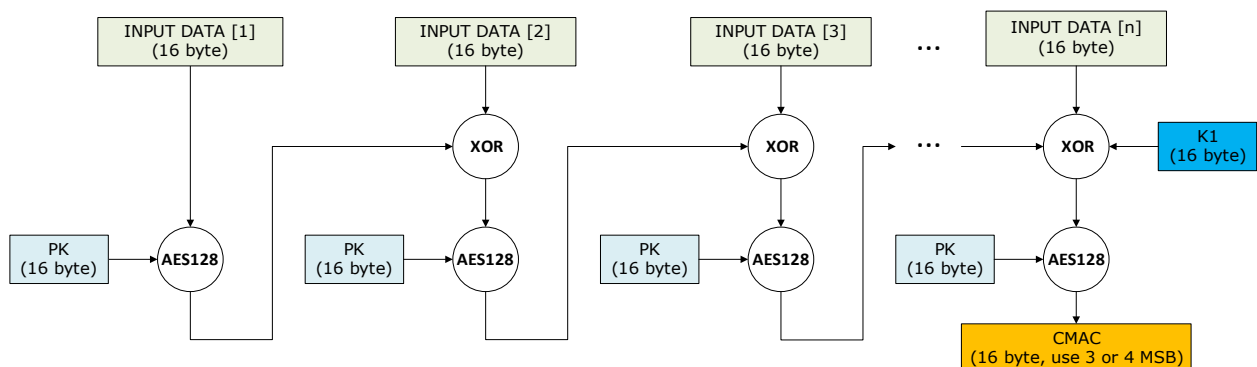 INPUT DATA [1]
(16 byte)
INPUT DATA [2]
(16 byte)
INPUT DATA [3]
(16 byte)
...
INPUT DATA [n]
(16 byte)
XOR
XOR
...
XOR
K1
(16 byte)
PK
(16 byte)
AES128
PK
(16 byte)
AES128
PK
(16 byte)
AES128
PK
(16 byte)
AES128
CMAC
(16 byte, use 3 or 4 MSB)